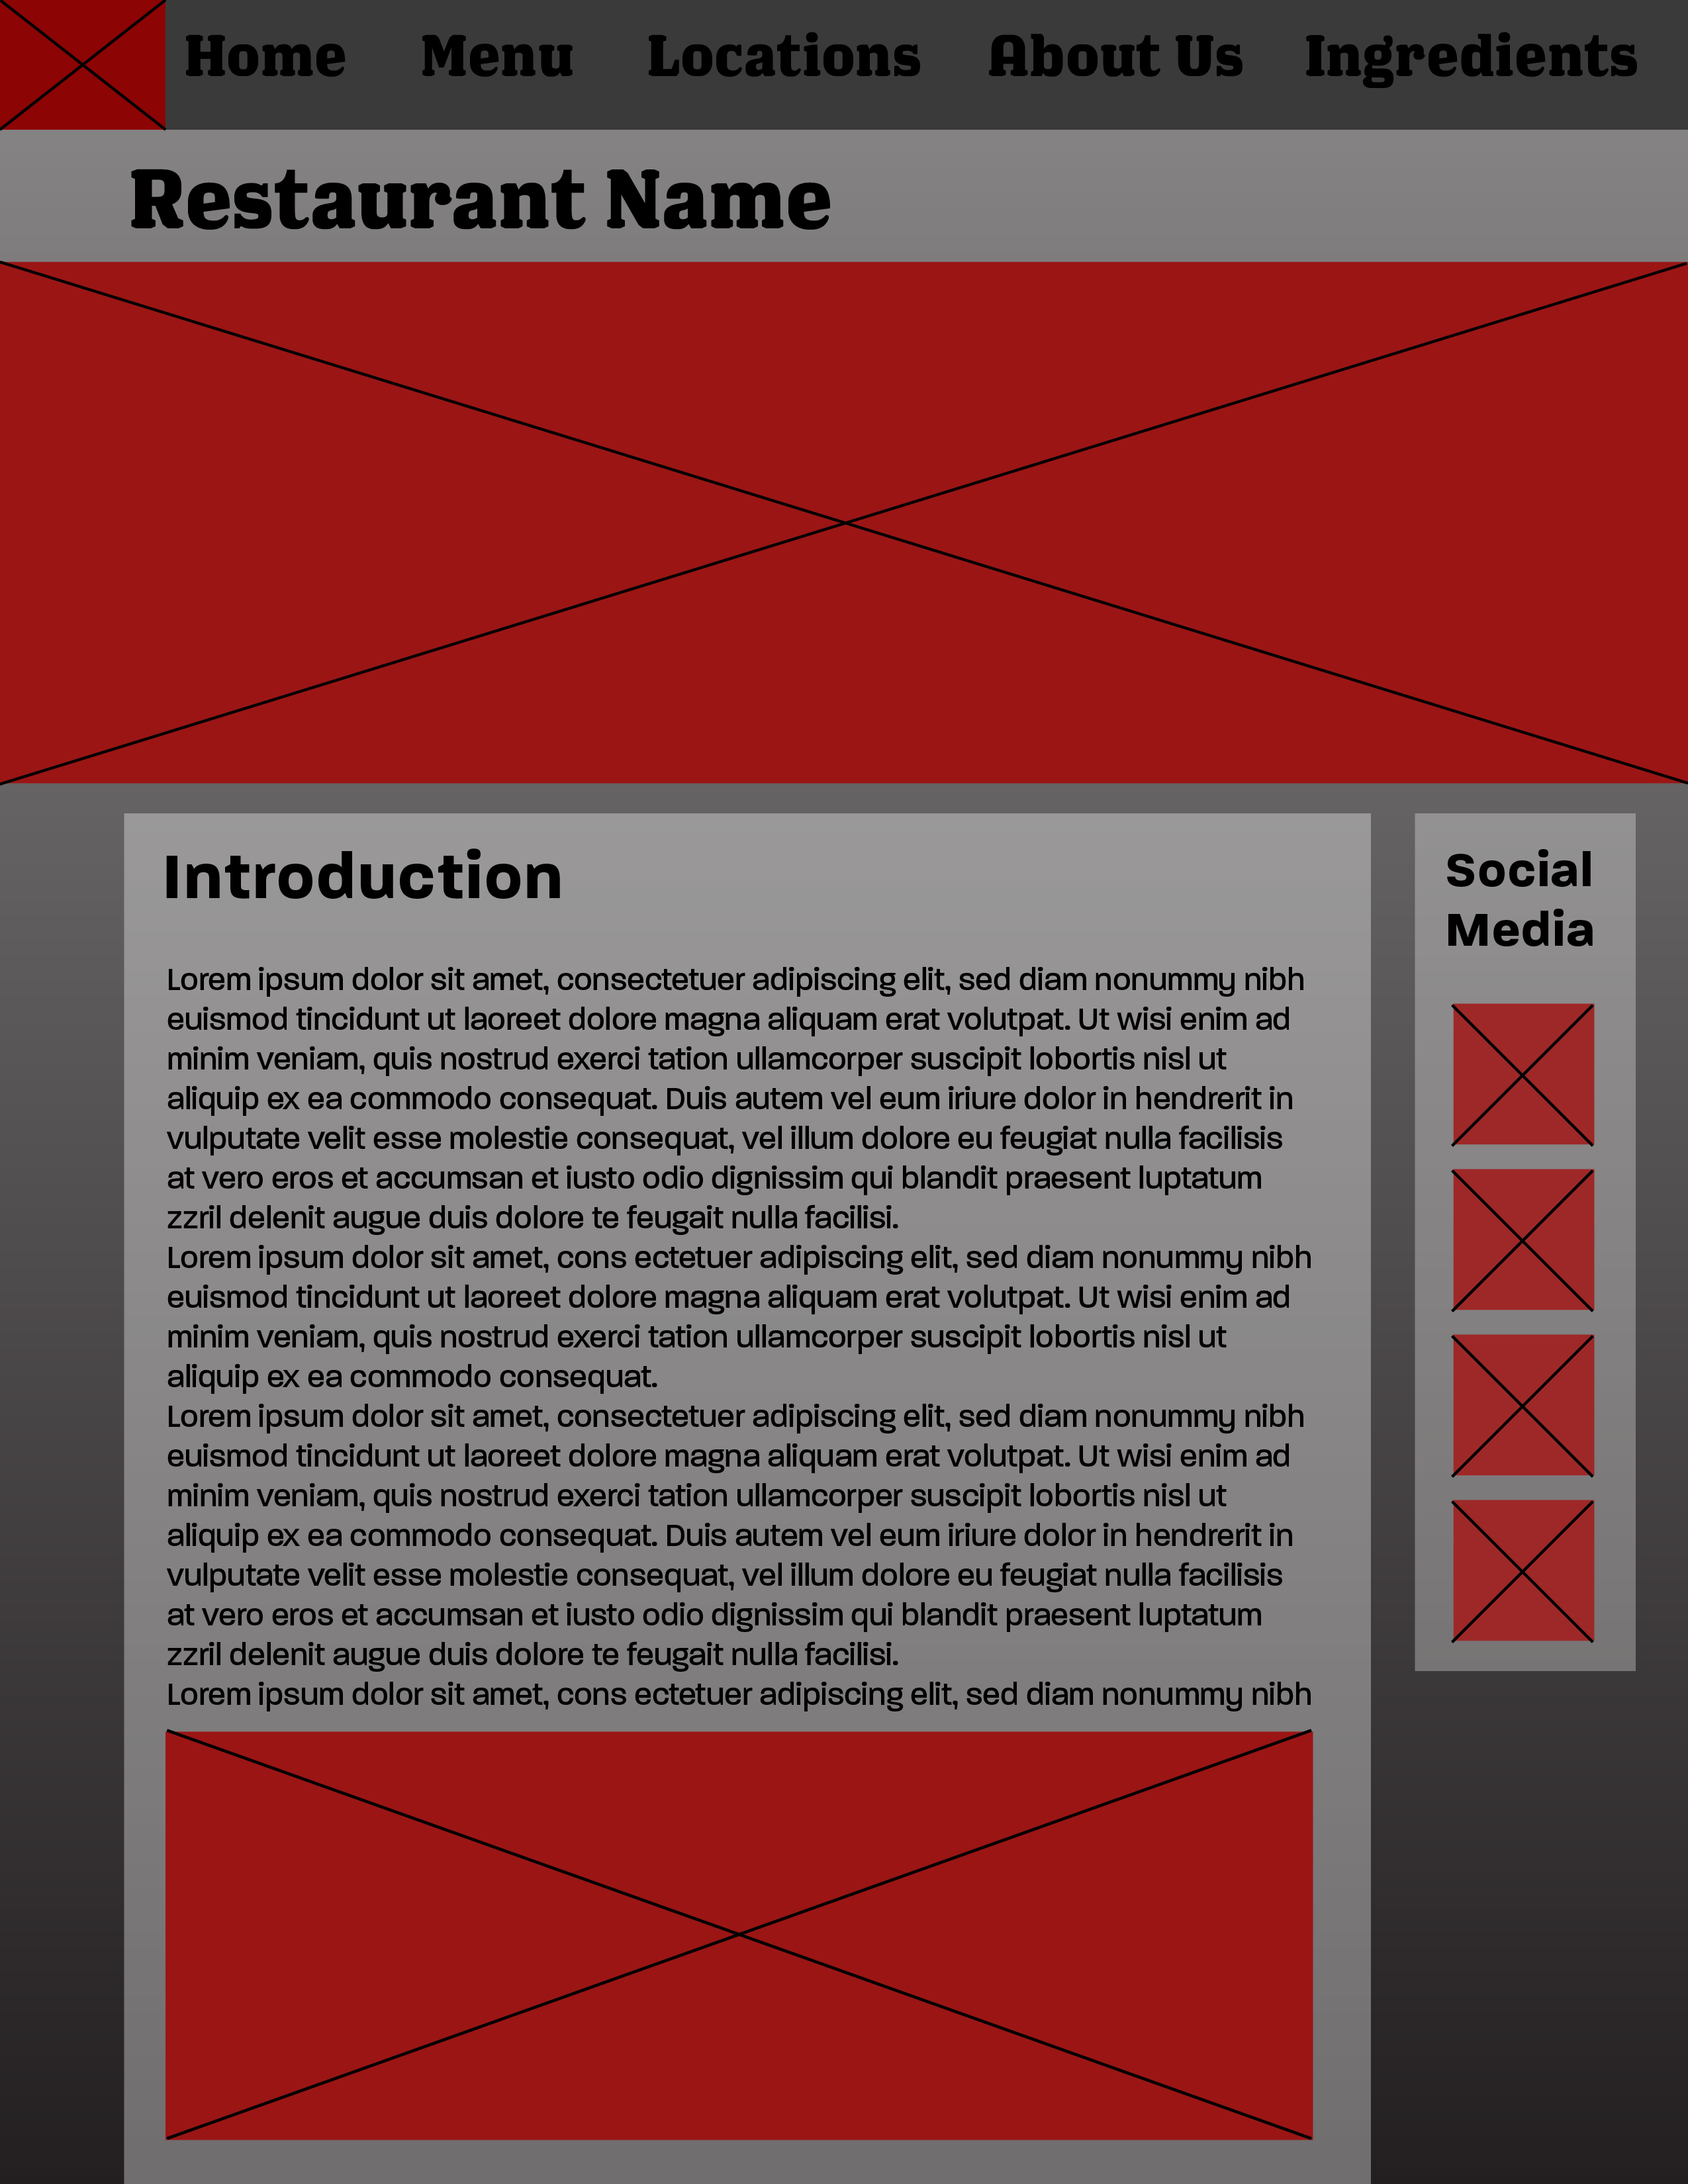 Home Menu Locations About Us Ingredients
Restaurant Name
Introduction
Lorem ipsum dolor sit amet, consectetuer adipiscing elit, sed diam nonummy nibh
euismod tincidunt ut laoreet dolore magna aliquam erat volutpat. Ut wisi enim ad
minim veniam, quis nostrud exerci tation ullamcorper suscipit lobortis nisl ut
aliquip ex ea commodo consequat. Duis autem vel eum iriure dolor in hendrerit in
vulputate velit esse molestie consequat, vel illum dolore eu feugiat nulla facilisis
at vero eros et accumsan et iusto odio dignissim qui blandit praesent luptatum
zzril delenit augue duis dolore te feugait nulla facilisi.
Lorem ipsum dolor sit amet, cons ectetuer adipiscing elit, sed diam nonummy nibh
euismod tincidunt ut laoreet dolore magna aliquam erat volutpat. Ut wisi enim ad
minim veniam, quis nostrud exerci tation ullamcorper suscipit lobortis nisl ut
aliquip ex ea commodo consequat.
Lorem ipsum dolor sit amet, consectetuer adipiscing elit, sed diam nonummy nibh
euismod tincidunt ut laoreet dolore magna aliquam erat volutpat. Ut wisi enim ad
minim veniam, quis nostrud exerci tation ullamcorper suscipit lobortis nisl ut
aliquip ex ea commodo consequat. Duis autem vel eum iriure dolor in hendrerit in
vulputate velit esse molestie consequat, vel illum dolore eu feugiat nulla facilisis
at vero eros et accumsan et iusto odio dignissim qui blandit praesent luptatum
zzril delenit augue duis dolore te feugait nulla facilisi.
Lorem ipsum dolor sit amet, cons ectetuer adipiscing elit, sed diam nonummy nibh
Social
Media